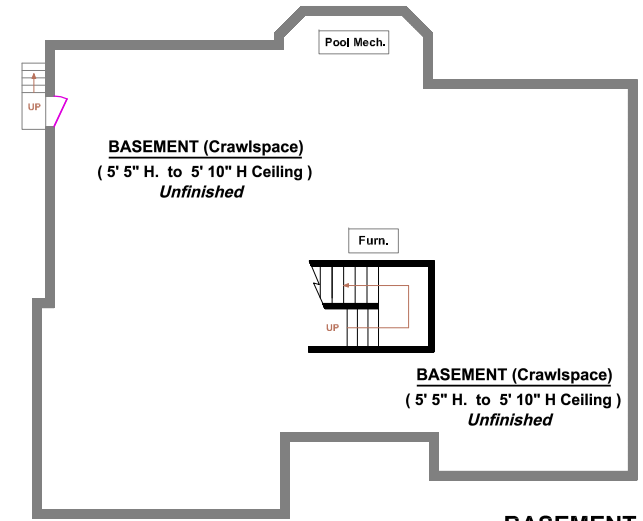 Pool Mech.
UP
BASEMENT (Crawlspace)
( 5' 5" H. to 5' 10" H Ceiling )
Unfinished
Furn.
UP
BASEMENT (Crawlspace)
( 5' 5" H. to 5' 10" H Ceiling )
Unfinished
BASEMENT